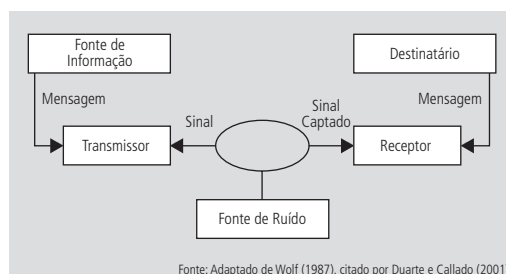 Fonte de
Informação
Destinatário
Mensagem
Sinal
Sinal
Captado
Mensagem
Transmissor
Receptor
Fonte de Ruído
Fonte: Adaptado de Wolf (1987), citado por Duarte e Callado (2001